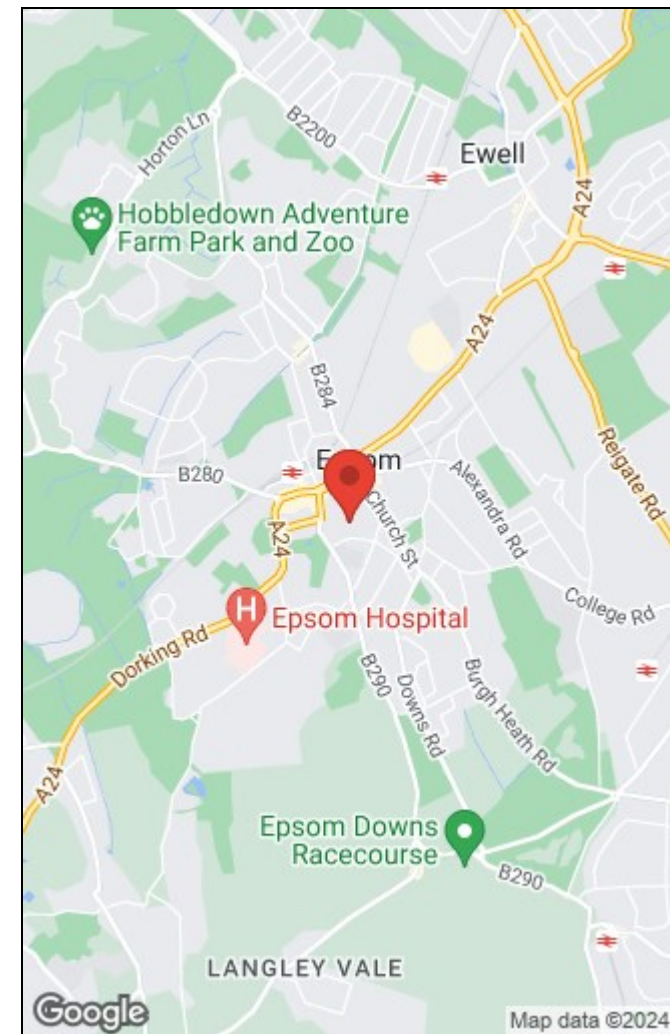 Horton Ln
B2200
Ewell
A24
Hobbledown Adventure
Farm Park and Zoo
A24
B284
Reigate Rd
B280
Alexandra Rd
Church St
A24
College Rd
H
Epsom Hospital
Dorking Rd
B290
Downs Rd
Burgh Heath Rd
A24
Epsom Downs
Racecourse
B290
LANGLEY VALE
Google
Map data ©2024